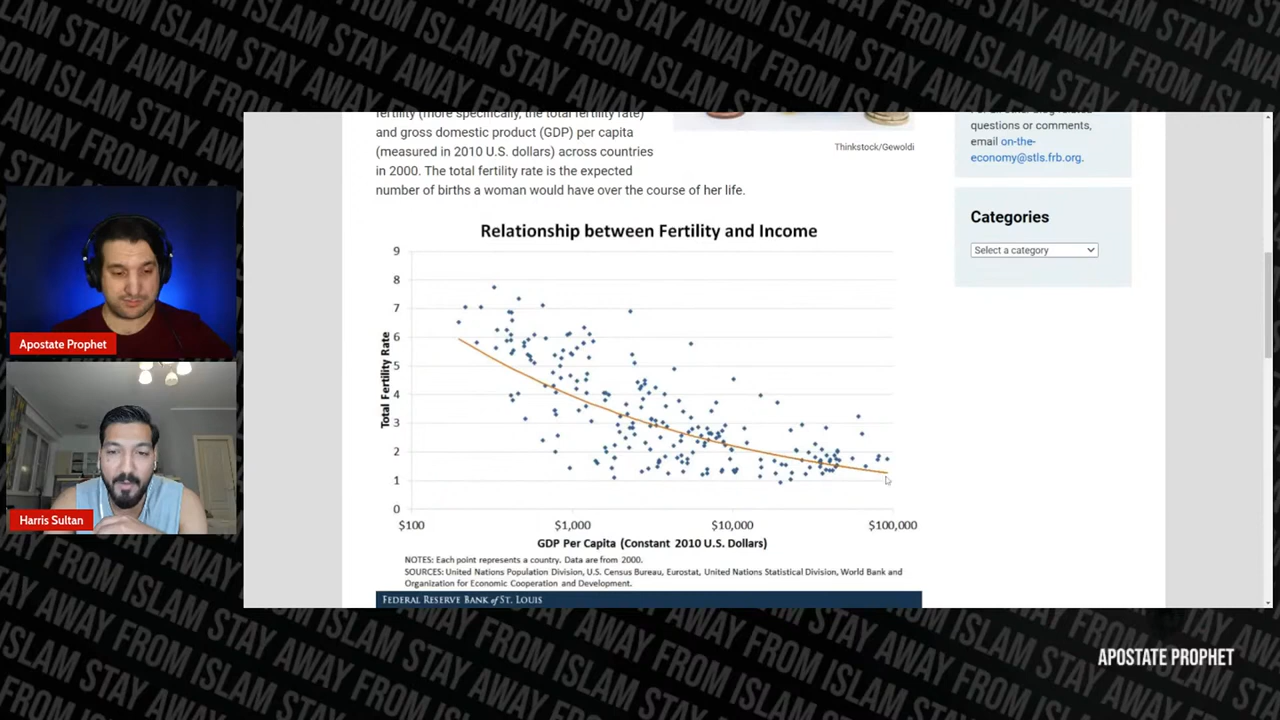 STAY AWAY FROM ISLAM STAY AWAY FROM ISLAM
fertility (more specifically, the total fertility rate)
and gross domestic product (GDP) per capita
(measured in 2010 U.S. dollars) across countries
in 2000. The total fertility rate is the expected
number of births a woman would have over the course of her life.
Thinkstock/Gewoldi
questions or comments,
email on-the-
economy@stls.frb.org.
Categories
Select a category
Relationship between Fertility and Income
Total Fertility Rate
9
8
7
6
5
4
3
2
1
0
$100
$1,000
$10,000
$100,000
GDP Per Capita (Constant 2010 U.S. Dollars)
NOTES: Each point represents a country. Data are from 2000.
SOURCES: United Nations Population Division, U.S. Census Bureau, Eurostat, United Nations Statistical Division, World Bank and
Organization for Economic Cooperation and Development.
FEDERAL RESERVE BANK of ST. LOUIS
Apostate Prophet
Harris Sultan
APOSTATE PROPHET